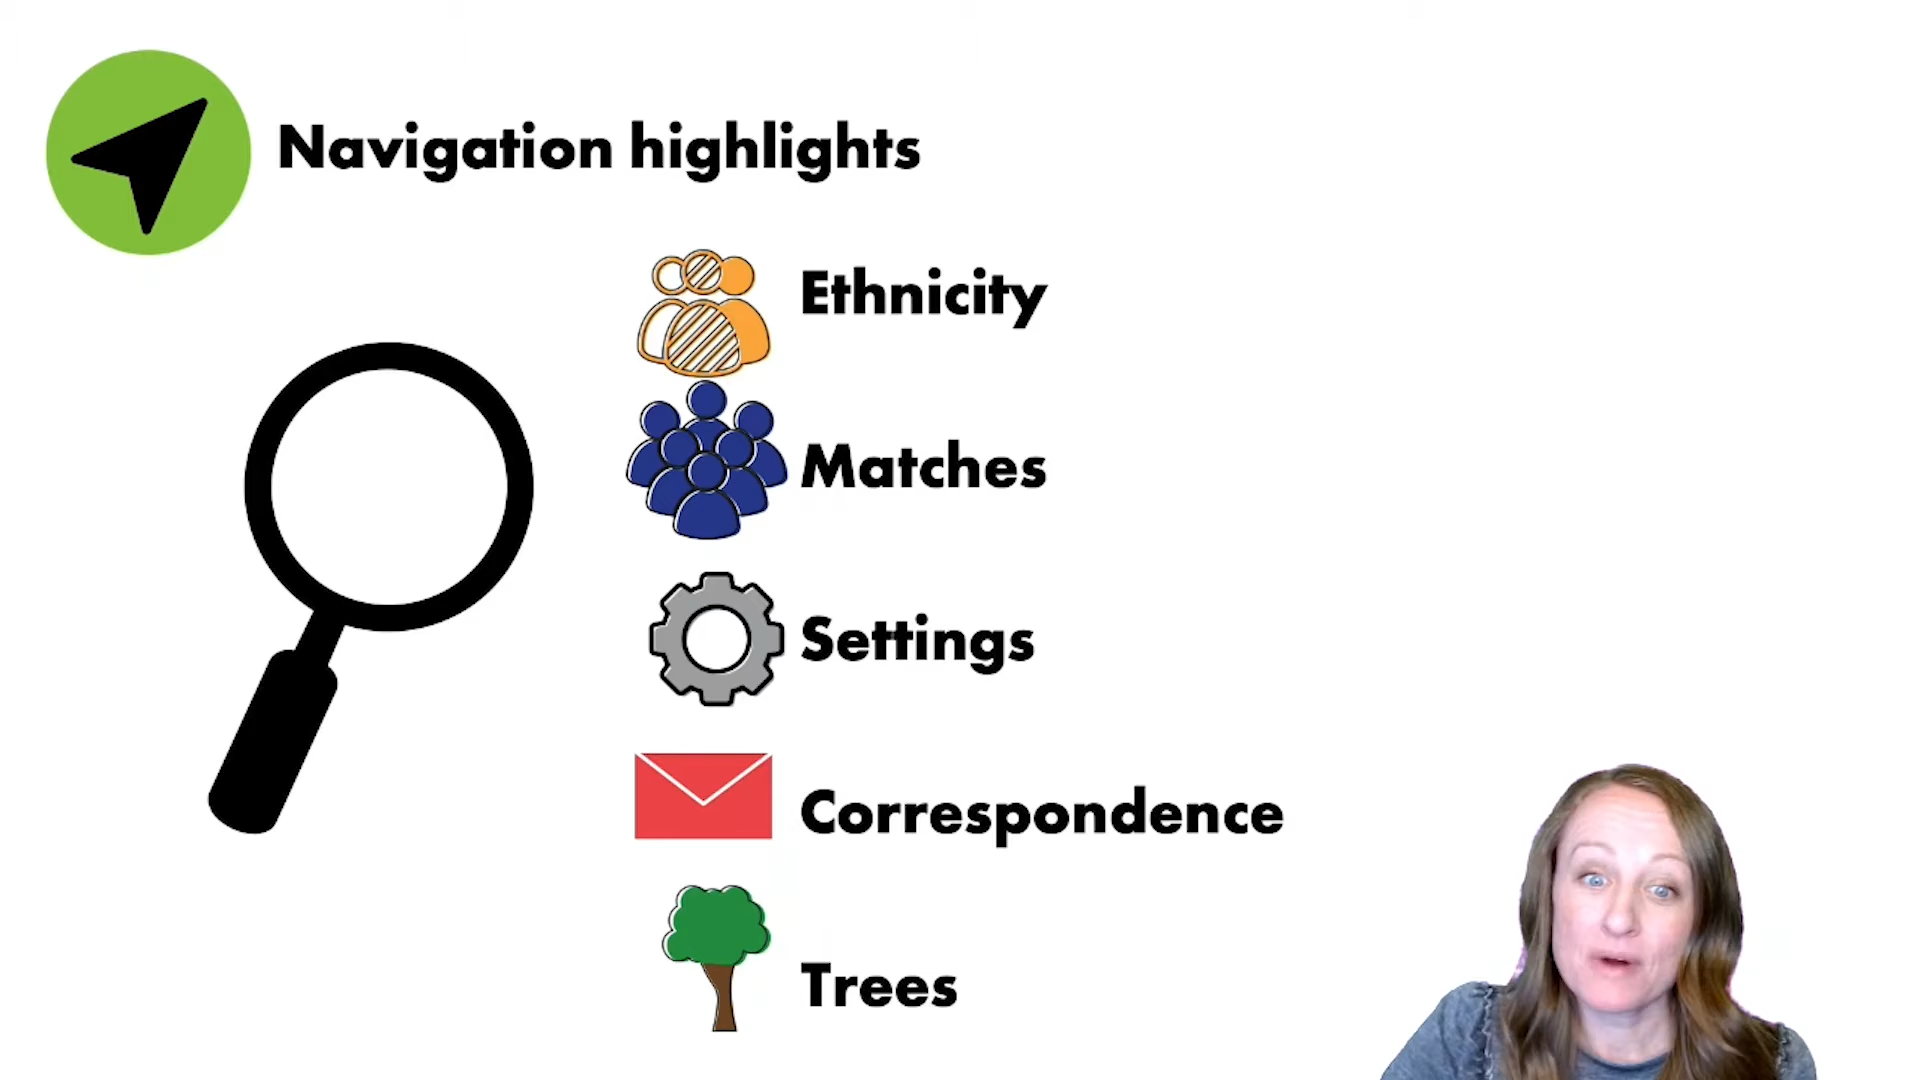 Navigation highlights
Ethnicity
Matches
Settings
Correspondence
Trees